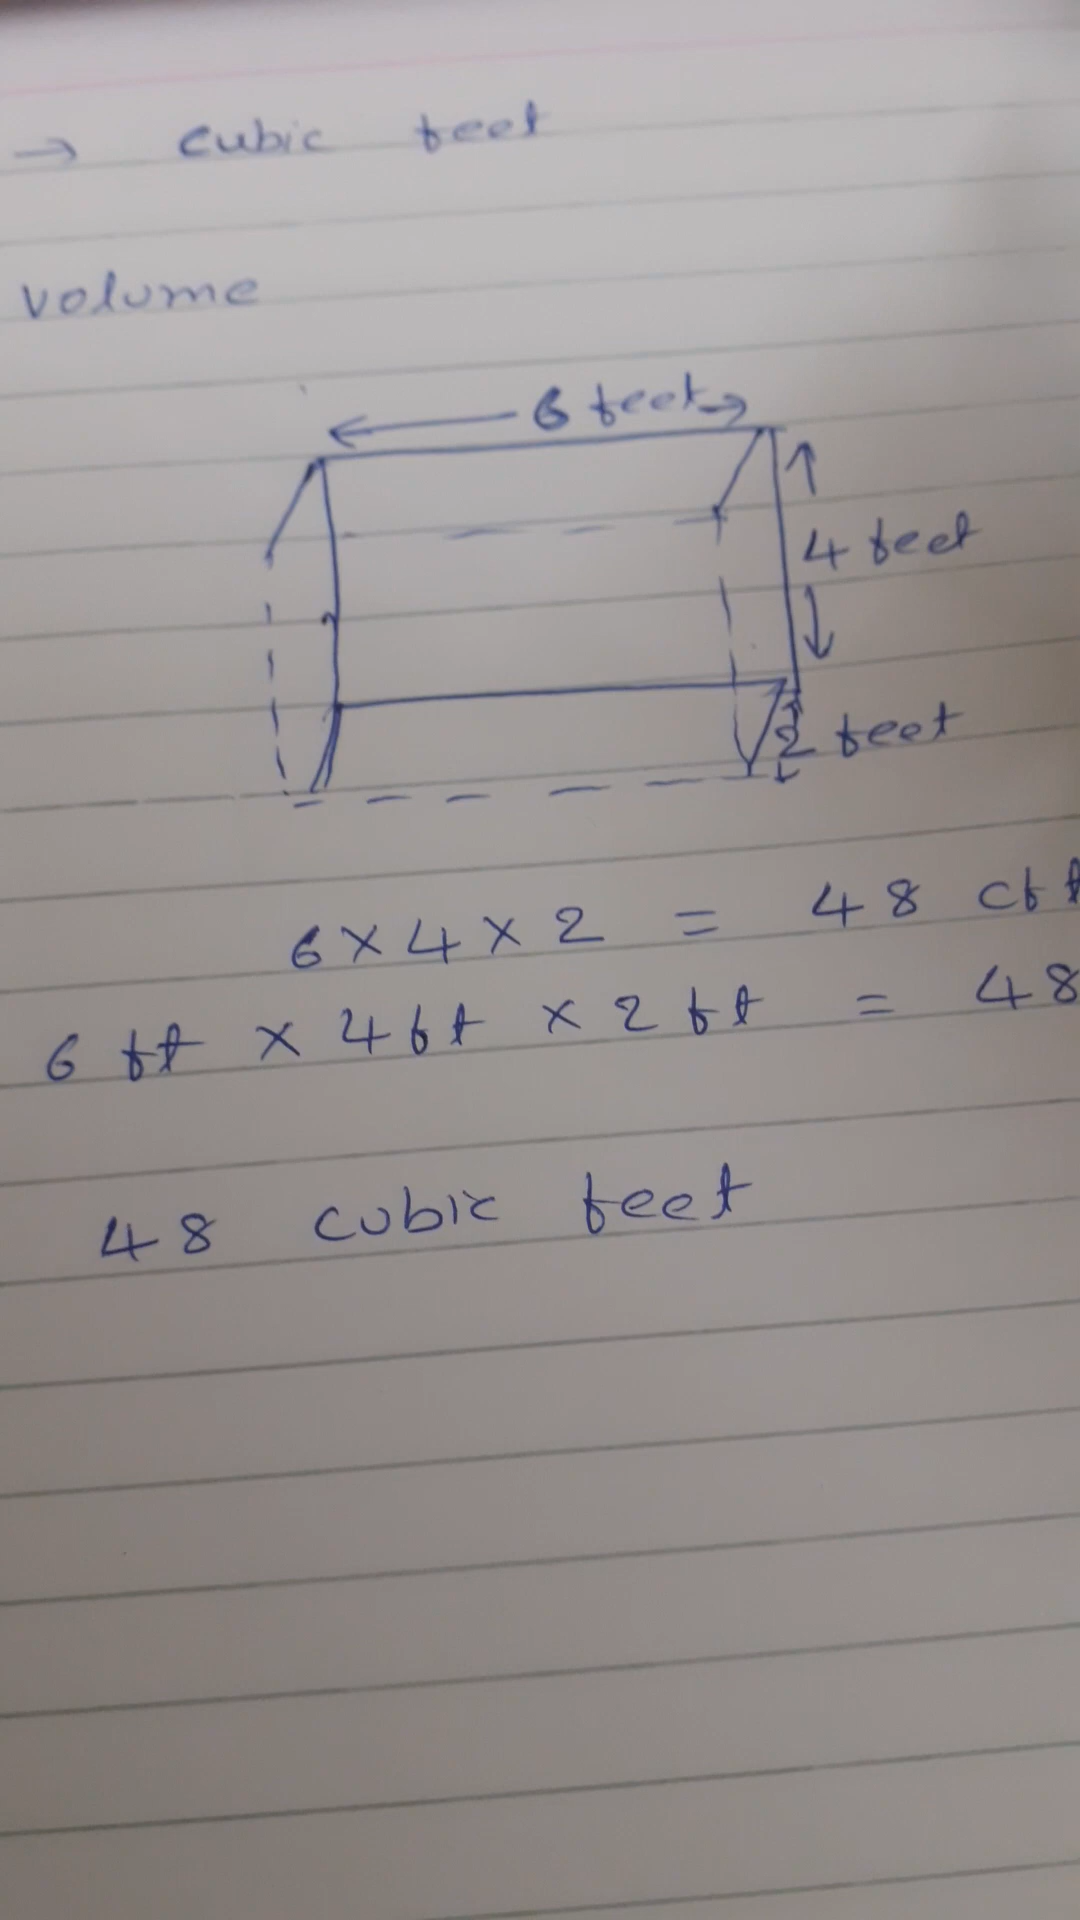 → cubic feet
volume
6 feet
4 feet
2 feet
6 x 4 x 2 = 48 cft
6 ft x 4 ft x 2 ft = 48
48 cubic feet